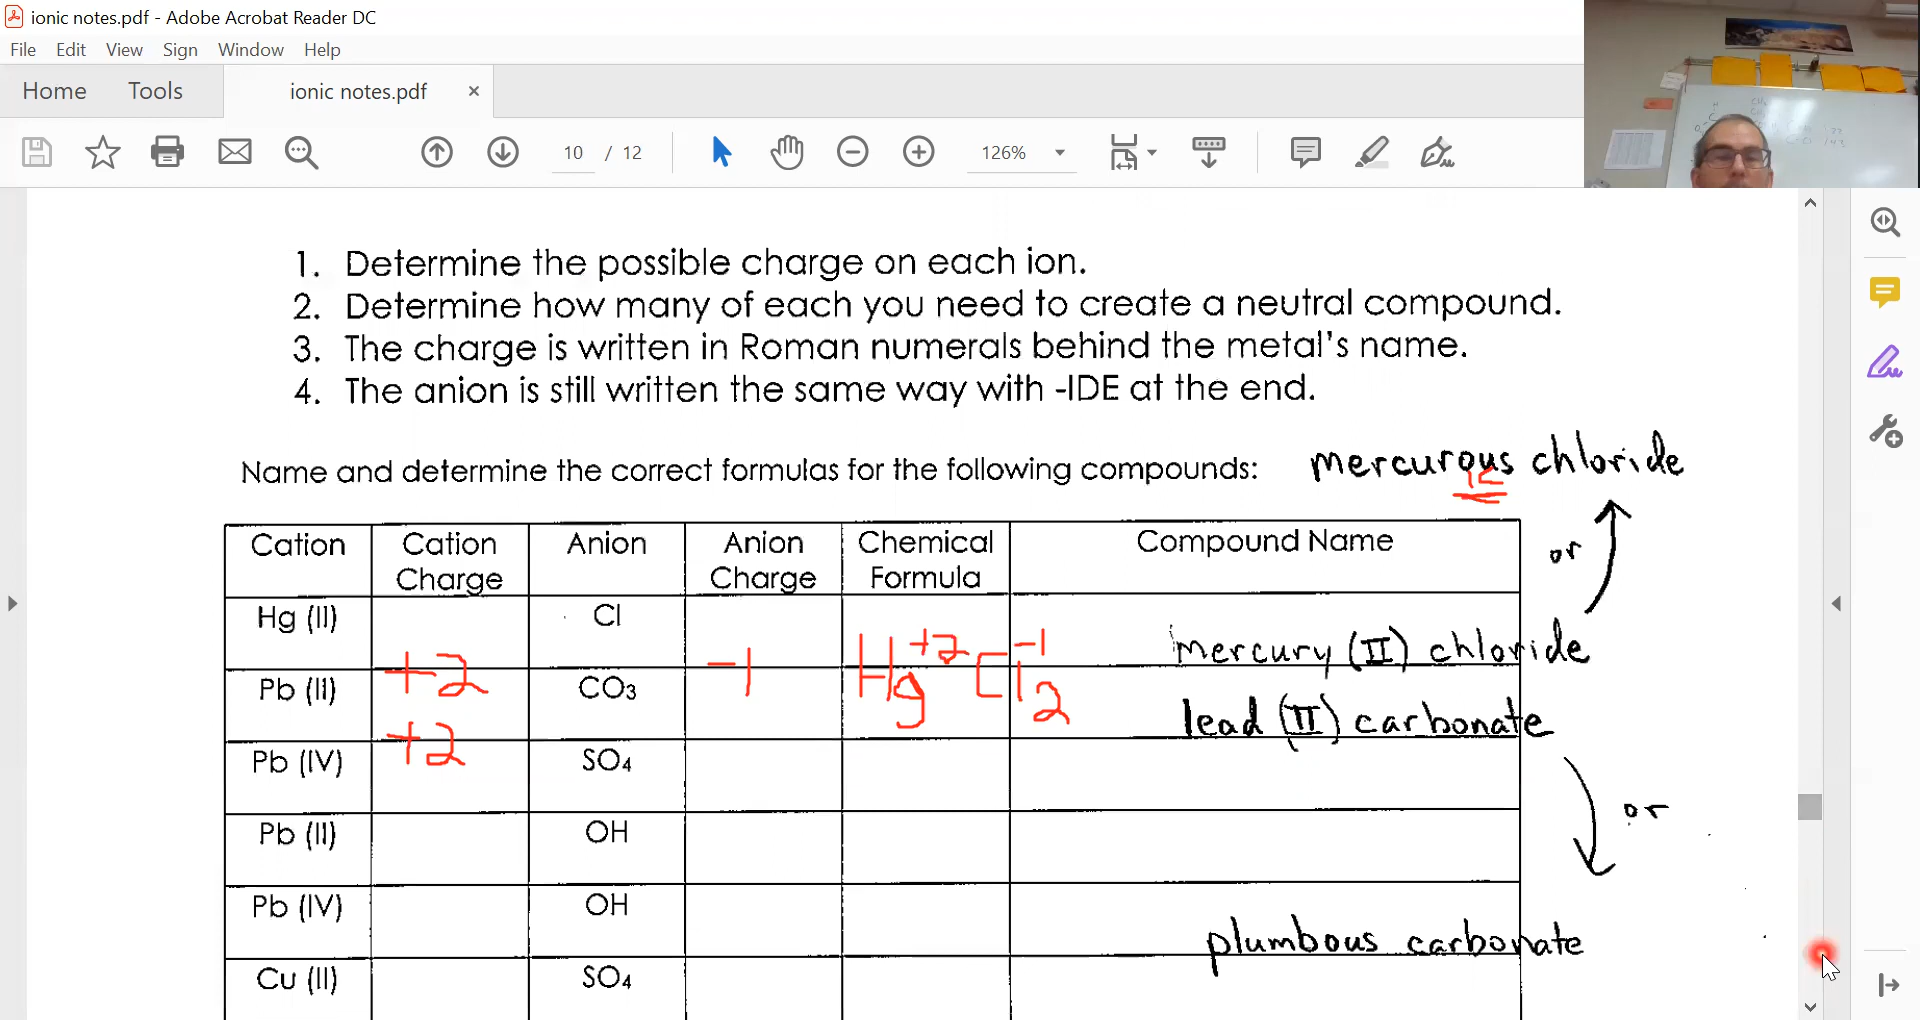 ionic notes.pdf - Adobe Acrobat Reader DC
File Edit View Sign Window Help
Home Tools ionic notes.pdf ×
10 / 12 126%
1. Determine the possible charge on each ion.
2. Determine how many of each you need to create a neutral compound.
3. The charge is written in Roman numerals behind the metal's name.
4. The anion is still written the same way with -IDE at the end.
Name and determine the correct formulas for the following compounds:
mercurous chloride
ic
or
Cation Cation Charge Anion Anion Charge Chemical Formula Compound Name
Hg (II) +2 Cl -1 Hg+2 Cl-1 2 mercury (II) chloride
Pb (II) +2 CO3 lead (II) carbonate
or
Pb (IV) SO4
Pb (II) OH
Pb (IV) OH plumbous carbonate
Cu (II) SO4